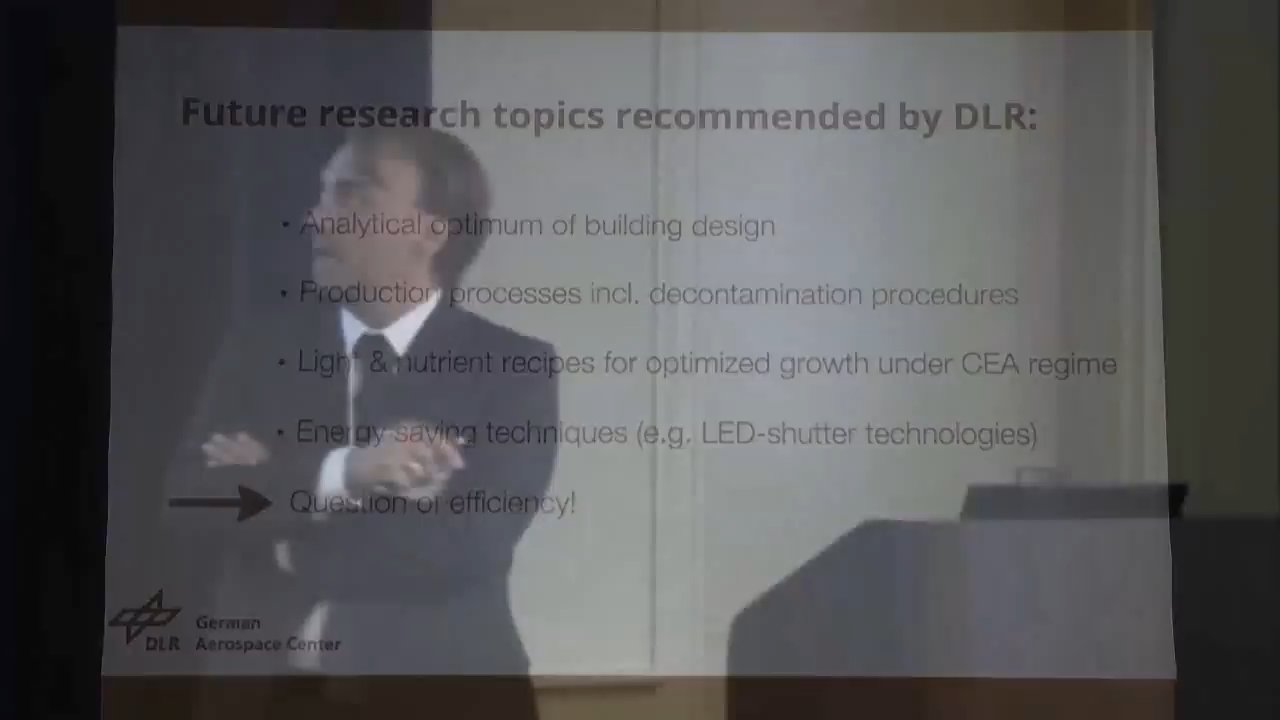 Future research topics recommended by DLR:
• Analytical optimum of building design
• Production processes incl. decontamination procedures
• Light & nutrient recipes for optimized growth under CEA regime
• Energy saving techniques (e.g. LED-shutter technologies)
Question of efficiency!
German
DLR Aerospace Center